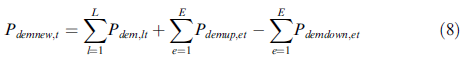 P_{demnew,t} = \sum_{l=1}^{L} P_{dem,lt} + \sum_{e=1}^{E} P_{demup,et} - \sum_{e=1}^{E} P_{demdown,et} (8)